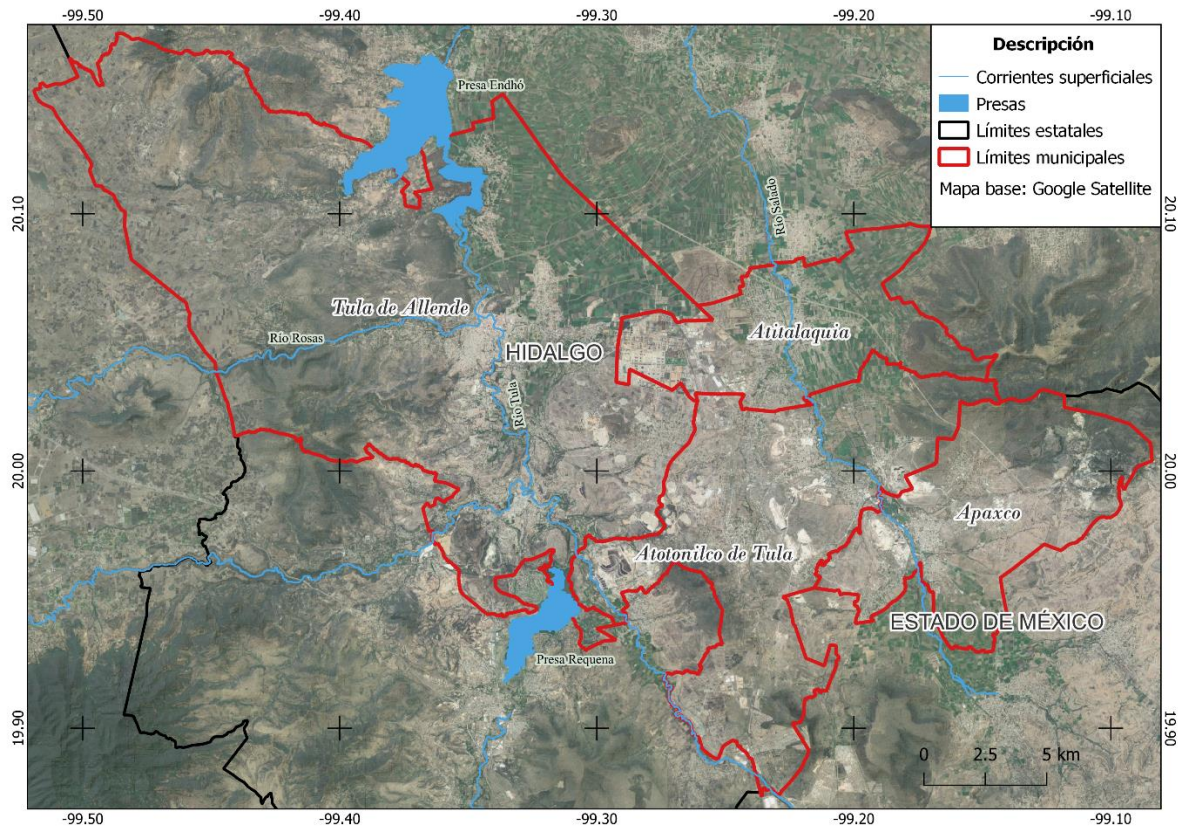 -99.50
-99.40
-99.30
-99.20
-99.10
Descripción
Corrientes superficiales
Presas
Límites estatales
Límites municipales
Mapa base: Google Satellite
Presa Endhó
Río Salado
20.10
20.10
Tula de Allende
Río Rosas
HIDALGO
Atitalaquia
Río Tula
20.00
20.00
Apaxco
Atotonilco de Tula
ESTADO DE MÉXICO
Presa Requena
19.90
19.90
0 2.5 5 km
-99.50
-99.40
-99.30
-99.20
-99.10